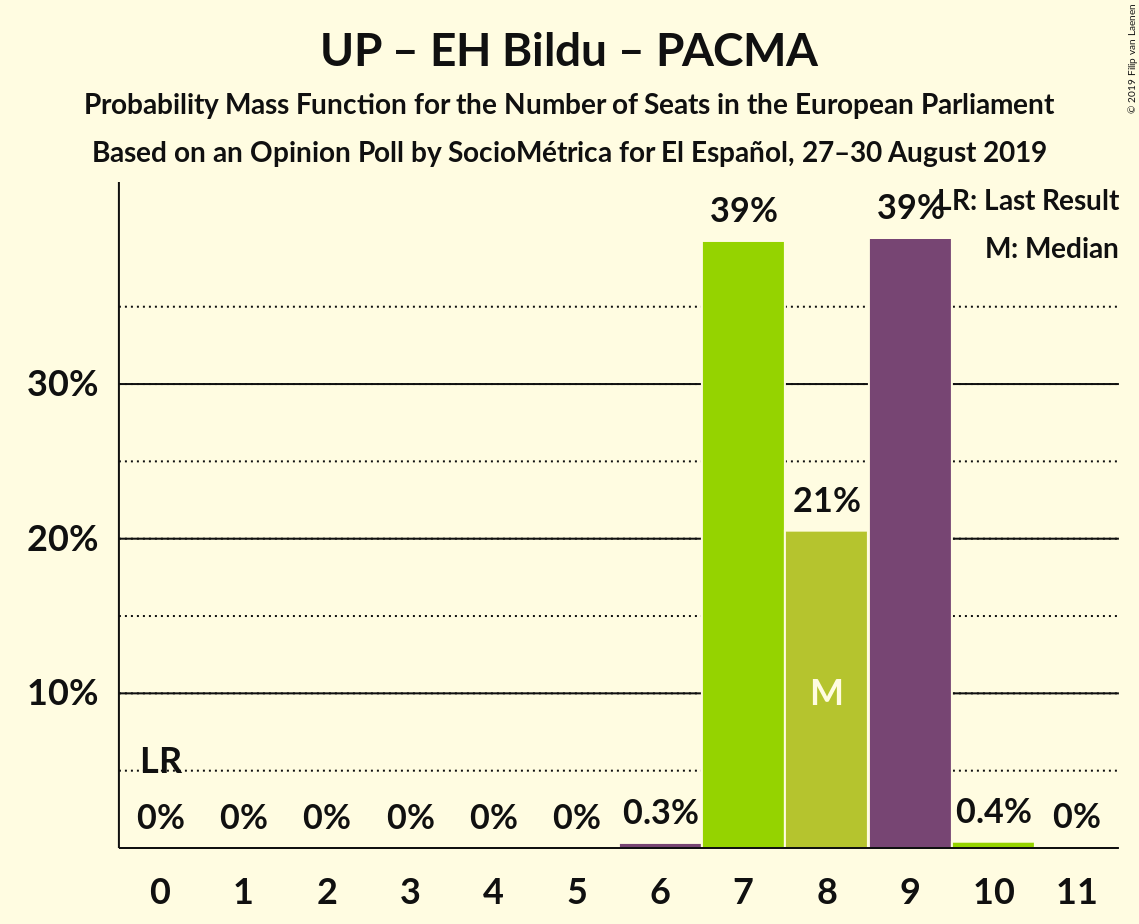 UP – EH Bildu – PACMA
Probability Mass Function for the Number of Seats in the European Parliament
Based on an Opinion Poll by SocioMétrica for El Español, 27–30 August 2019
© 2019 Filip van Laenen
LR: Last Result
M: Median
39%
39%
30%
21%
20%
M
10%
LR
0% 0% 0% 0% 0% 0% 0.3% 0.4% 0%
0 1 2 3 4 5 6 7 8 9 10 11